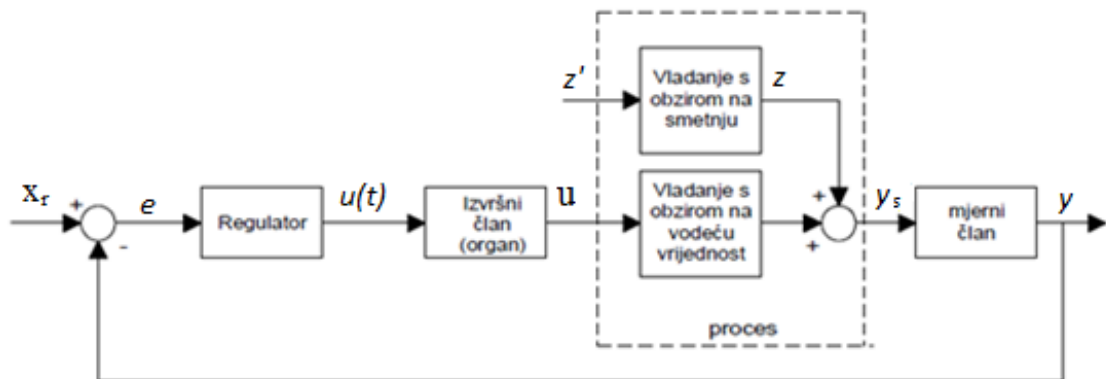 z'
Vladanje s
obzirom na
smetnju
z
xr
+
-
e
Regulator
u(t)
Izvršni
član
(organ)
u
Vladanje s
obzirom na
vodeću
vrijednost
+
+
ys
mjerni
član
y
proces